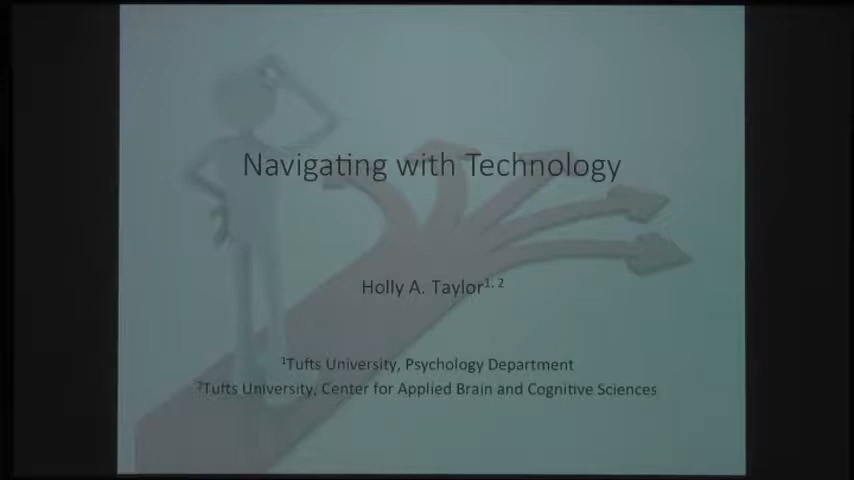 Navigating with Technology
Holly A. Taylor1, 2
1Tufts University, Psychology Department
2Tufts University, Center for Applied Brain and Cognitive Sciences